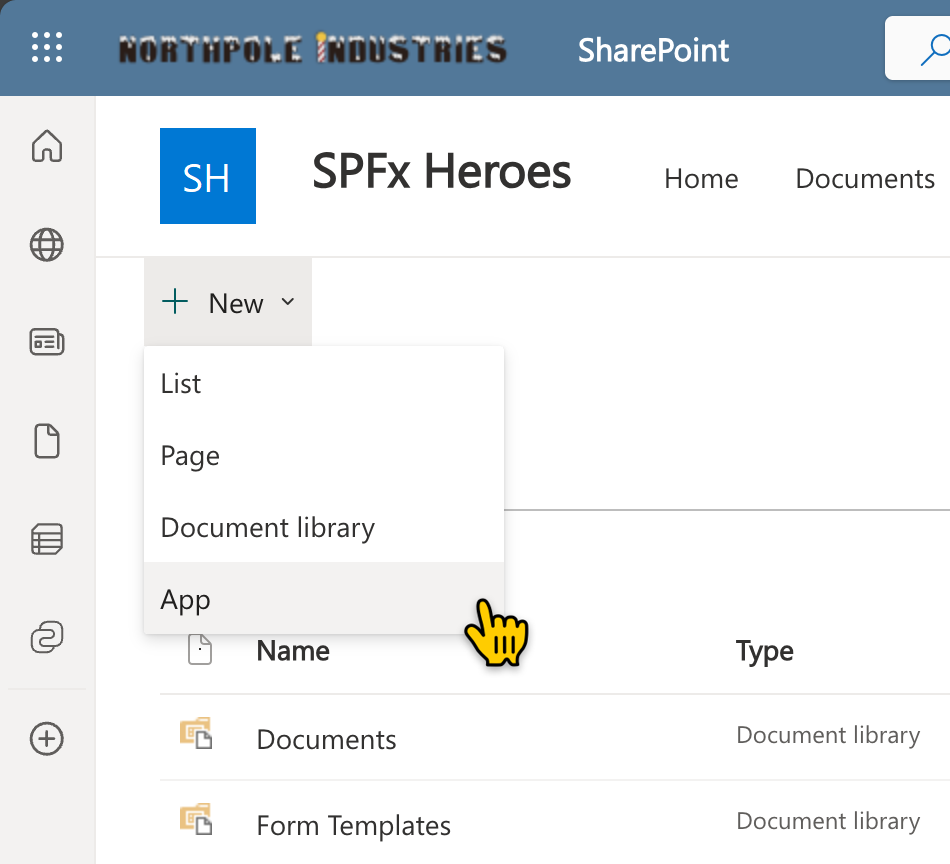 NORTHPOLE INDUSTRIES SharePoint
SH SPFx Heroes Home Documents
New
List
Page
Document library
App
Name Type
Documents Document library
Form Templates Document library